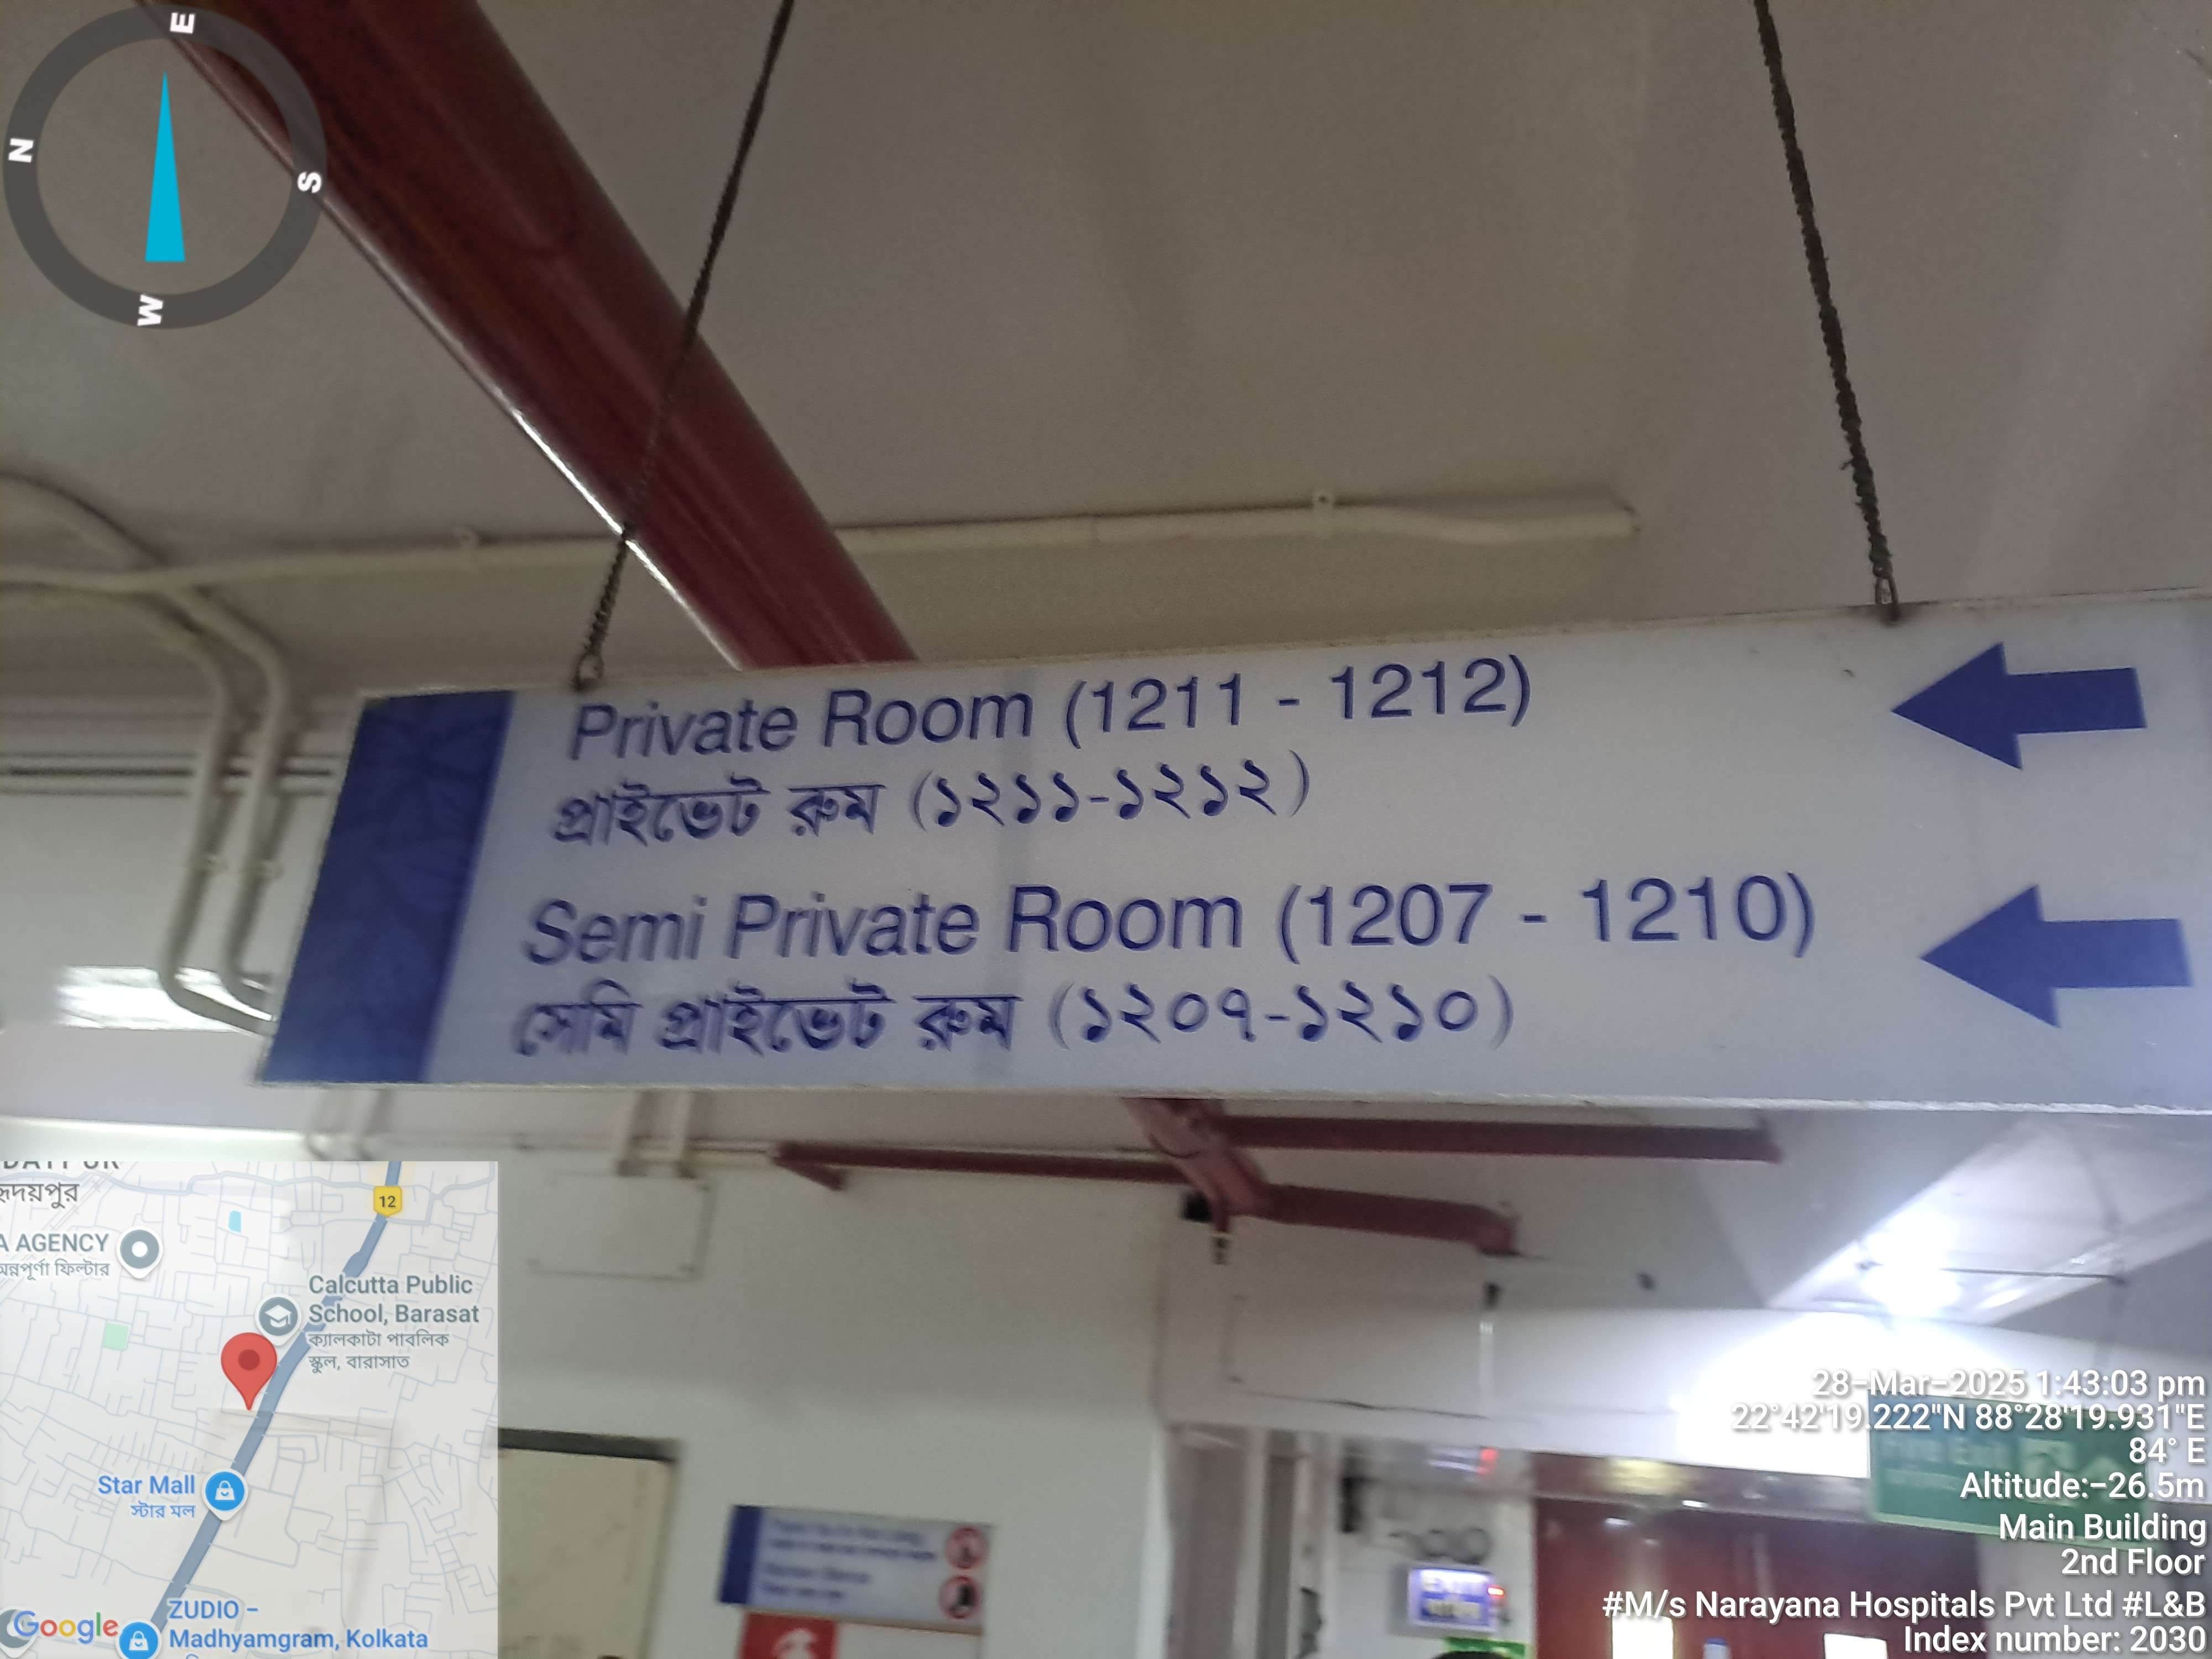 E
N
S
W
Private Room (1211 - 1212)
প্রাইভেট রুম (১২১১-১২১২)
Semi Private Room (1207 - 1210)
সেমি প্রাইভেট রুম (১২০৭-১২১০)
হৃদয়পুর
12
A AGENCY
অন্নপূর্ণা ফিল্টার
Calcutta Public
School, Barasat
ক্যালকাটা পাবলিক
স্কুল, বারাসাত
Star Mall
স্টার মল
ZUDIO -
Madhyamgram, Kolkata
Google
28-Mar-2025 1:43:03 pm
22°42'19.222"N 88°28'19.931"E
84° E
Altitude:-26.5m
Main Building
2nd Floor
#M/s Narayana Hospitals Pvt Ltd #L&B
Index number: 2030